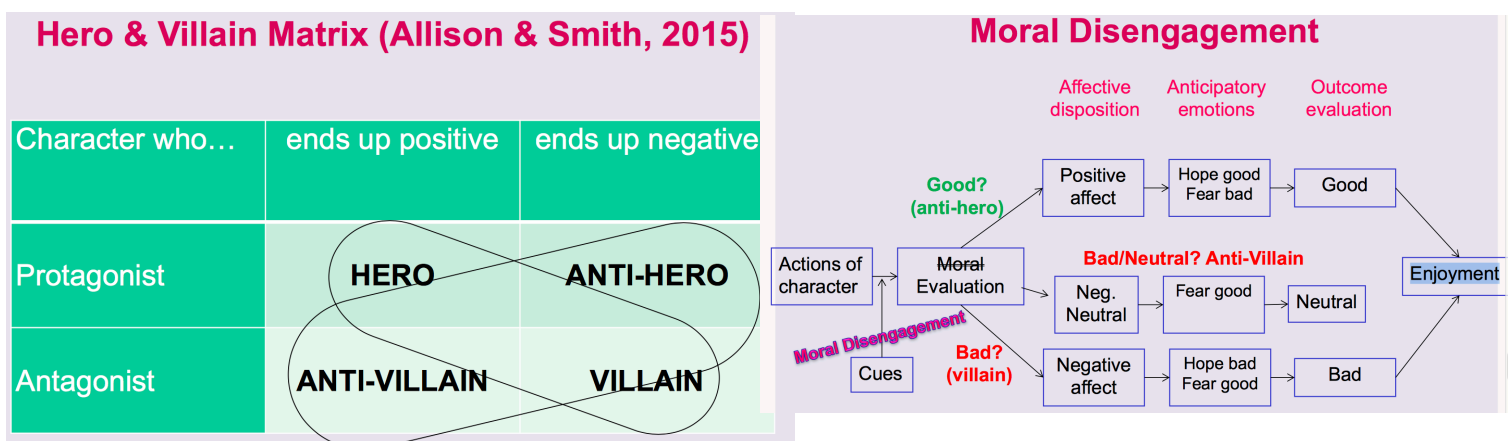 Hero & Villain Matrix (Allison & Smith, 2015)
Character who…
ends up positive
ends up negative
Protagonist
HERO
ANTI-HERO
Antagonist
ANTI-VILLAIN
VILLAIN
Moral Disengagement
Affective
disposition
Anticipatory
emotions
Outcome
evaluation
Good?
(anti-hero)
Positive
affect
Hope good
Fear bad
Good
Actions of
character
Moral
Evaluation
Bad/Neutral? Anti-Villain
Neg.
Neutral
Fear good
Neutral
Enjoyment
Moral Disengagement
Cues
Bad?
(villain)
Negative
affect
Hope bad
Fear good
Bad